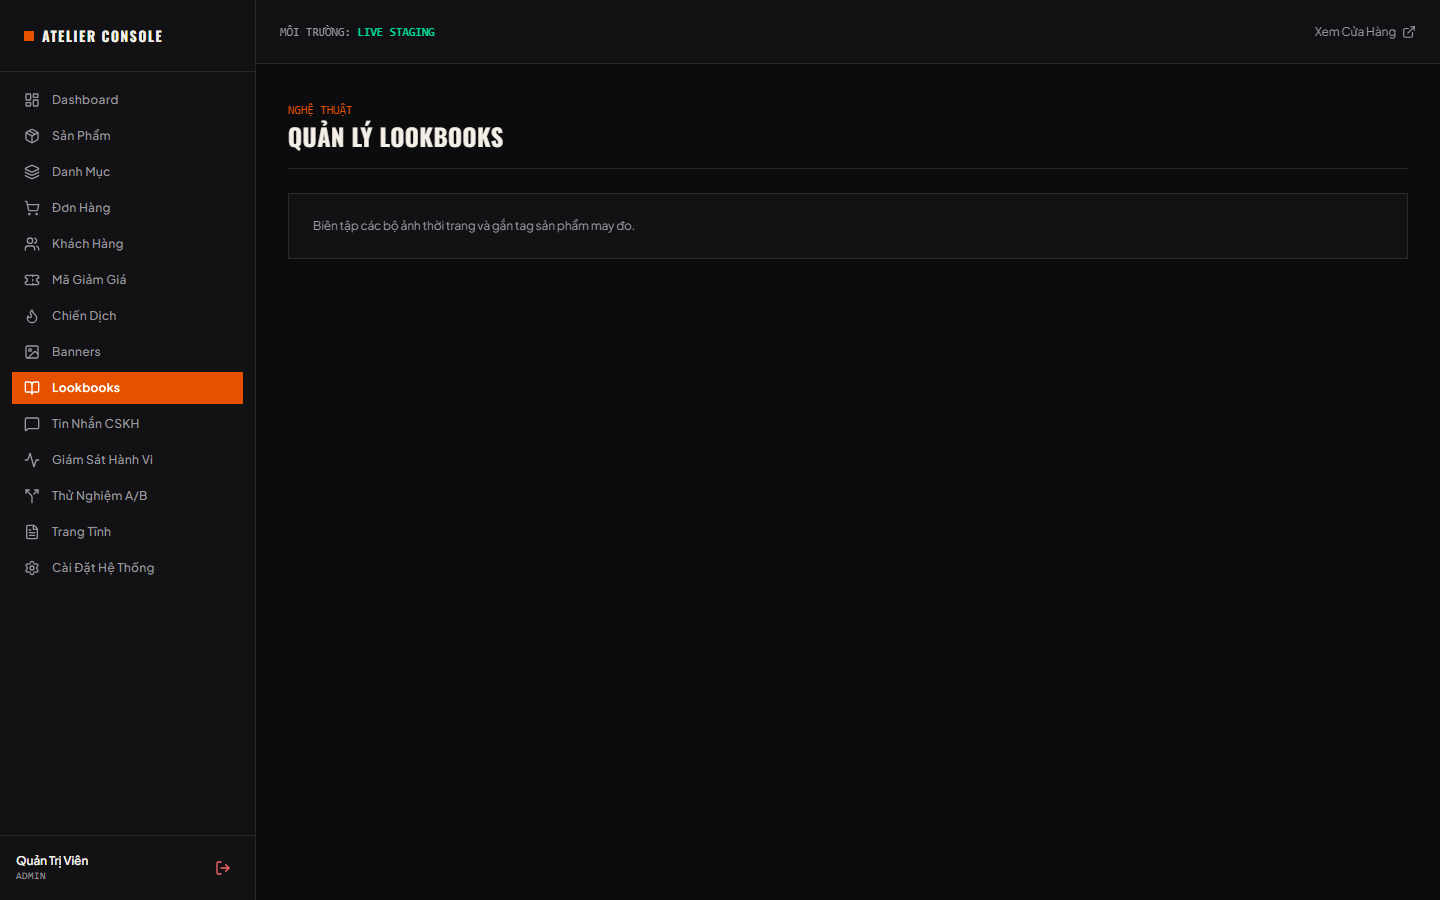 ATELIER CONSOLE
Dashboard
Sản Phẩm
Danh Mục
Đơn Hàng
Khách Hàng
Mã Giảm Giá
Chiến Dịch
Banners
Lookbooks
Tin Nhắn CSKH
Giám Sát Hành Vi
Thử Nghiệm A/B
Trang Tĩnh
Cài Đặt Hệ Thống
Quản Trị Viên
ADMIN
MÔI TRƯỜNG: LIVE STAGING
Xem Cửa Hàng
NGHỆ THUẬT
QUẢN LÝ LOOKBOOKS
Biên tập các bộ ảnh thời trang và gắn tag sản phẩm may đo.